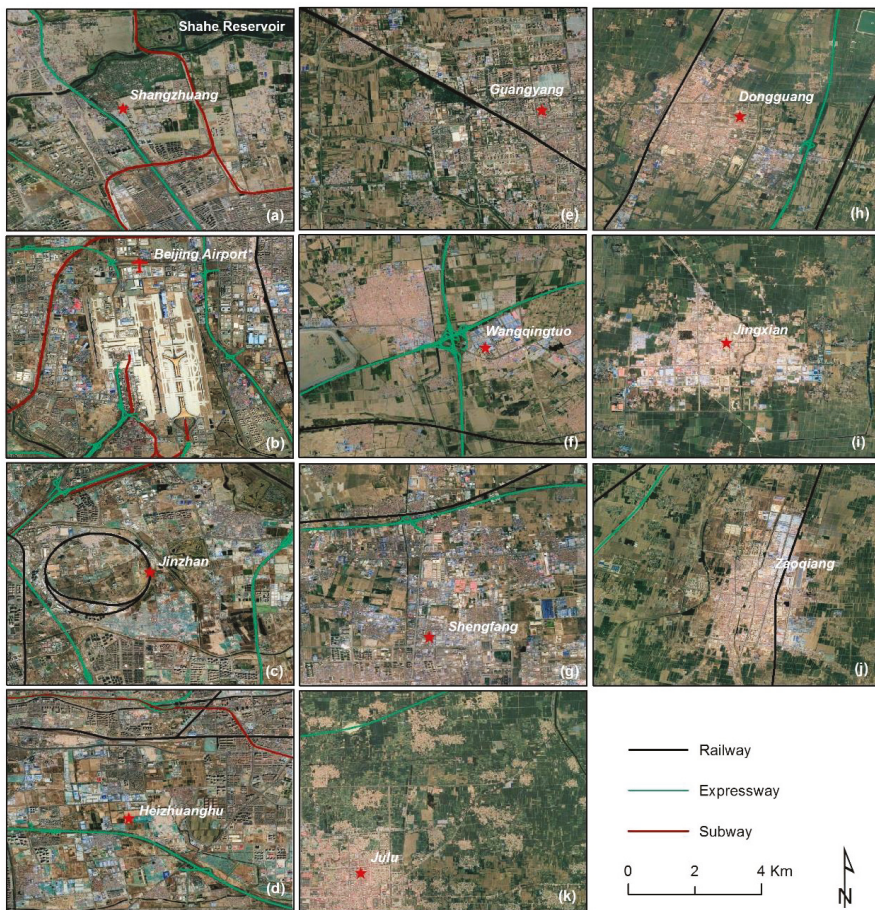 Shahe Reservoir
Shangzhuang
(a)
Guangyang
(e)
Dongguang
(h)
Beijing Airport
(b)
Wangqingtuo
(f)
Jingxian
(i)
Jinzhan
(c)
Shengfang
(g)
Zaoqiang
(j)
Heizhuanghu
(d)
Julu
(k)
Railway
Expressway
Subway
0 2 4 Km
N